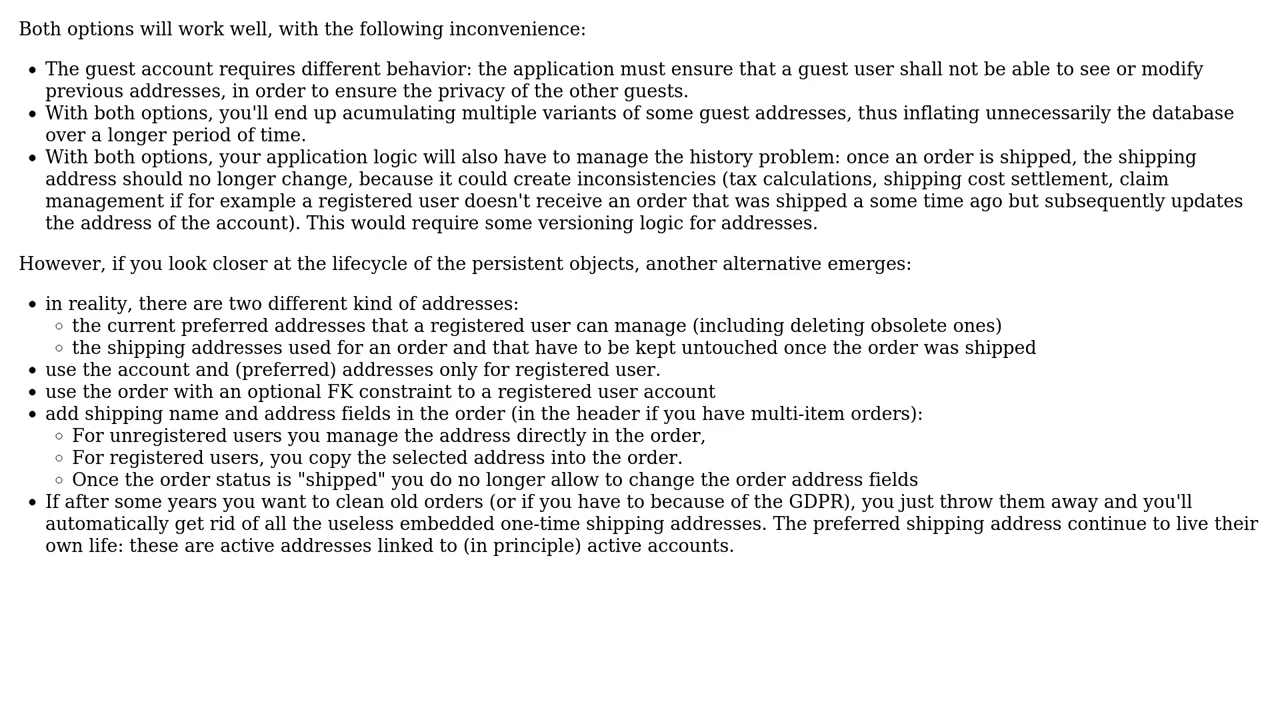 Both options will work well, with the following inconvenience:
• The guest account requires different behavior: the application must ensure that a guest user shall not be able to see or modify
previous addresses, in order to ensure the privacy of the other guests.
• With both options, you'll end up acumulating multiple variants of some guest addresses, thus inflating unnecessarily the database
over a longer period of time.
• With both options, your application logic will also have to manage the history problem: once an order is shipped, the shipping
address should no longer change, because it could create inconsistencies (tax calculations, shipping cost settlement, claim
management if for example a registered user doesn't receive an order that was shipped a some time ago but subsequently updates
the address of the account). This would require some versioning logic for addresses.
However, if you look closer at the lifecycle of the persistent objects, another alternative emerges:
• in reality, there are two different kind of addresses:
◦ the current preferred addresses that a registered user can manage (including deleting obsolete ones)
◦ the shipping addresses used for an order and that have to be kept untouched once the order was shipped
• use the account and (preferred) addresses only for registered user.
• use the order with an optional FK constraint to a registered user account
• add shipping name and address fields in the order (in the header if you have multi-item orders):
◦ For unregistered users you manage the address directly in the order,
◦ For registered users, you copy the selected address into the order.
◦ Once the order status is "shipped" you do no longer allow to change the order address fields
• If after some years you want to clean old orders (or if you have to because of the GDPR), you just throw them away and you'll
automatically get rid of all the useless embedded one-time shipping addresses. The preferred shipping address continue to live their
own life: these are active addresses linked to (in principle) active accounts.